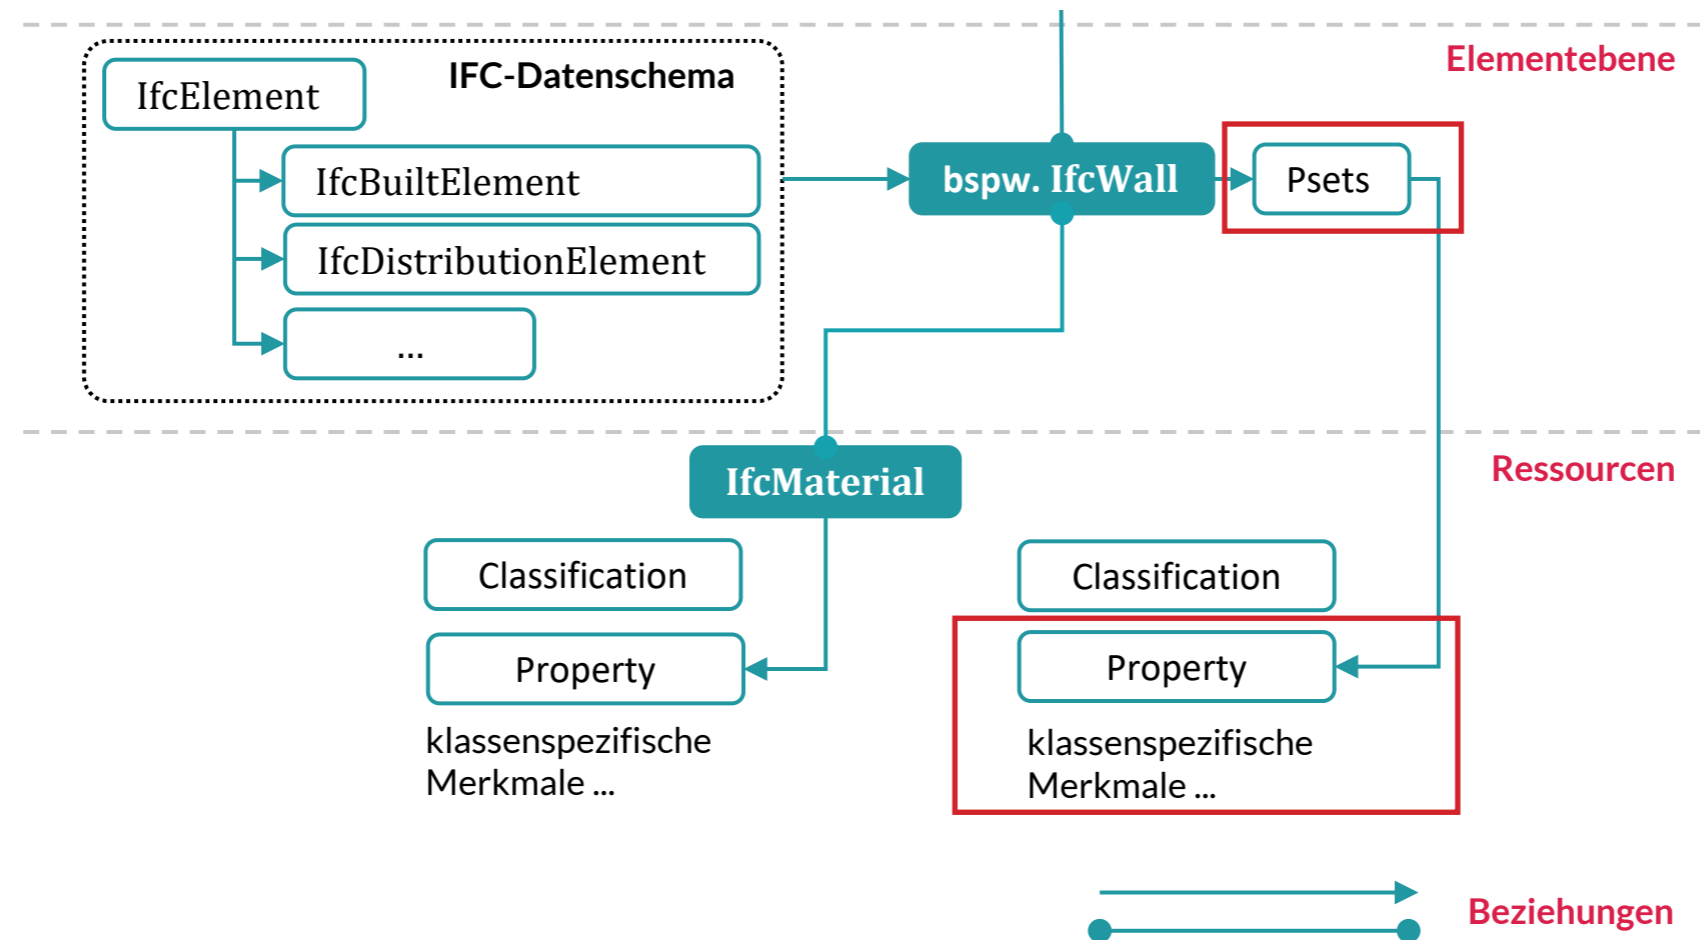 Elementebene
IFC-Datenschema
IfcElement
IfcBuiltElement
IfcDistributionElement
...
bspw. IfcWall
Psets
Ressourcen
IfcMaterial
Classification
Property
klassenspezifische
Merkmale ...
Classification
Property
klassenspezifische
Merkmale ...
Beziehungen